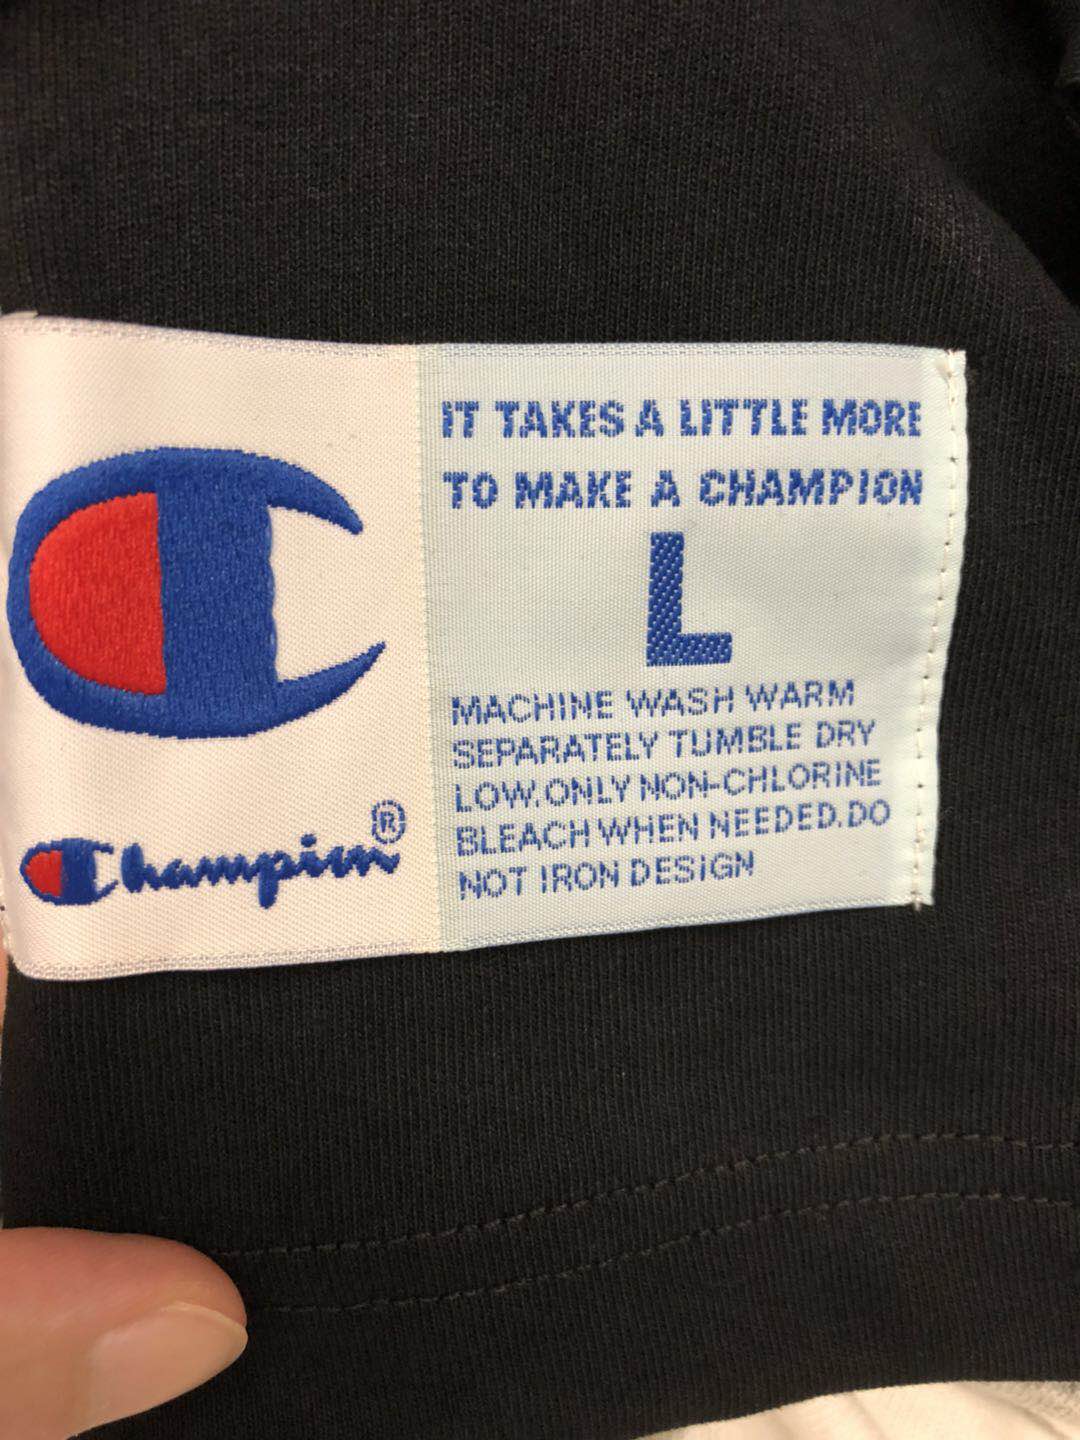 IT TAKES A LITTLE MORE
TO MAKE A CHAMPION
L
MACHINE WASH WARM
SEPARATELY TUMBLE DRY
LOW.ONLY NON-CHLORINE
BLEACH WHEN NEEDED.DO
NOT IRON DESIGN
Champion®